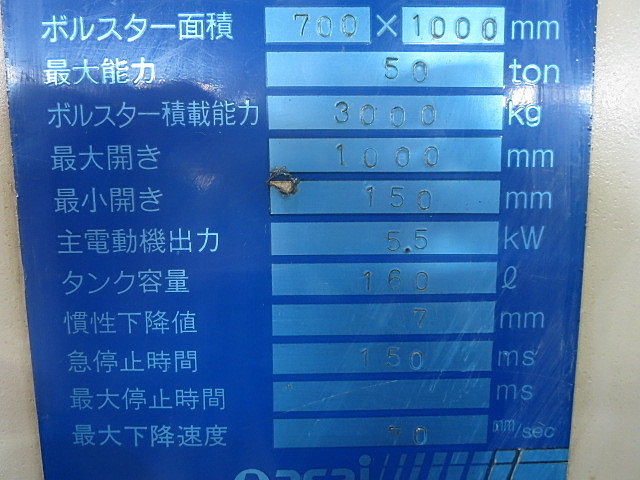 ボルスター面積 700 × 1000 mm
最大能力 50 ton
ボルスター積載能力 3000 kg
最大開き 1000 mm
最小開き 150 mm
主電動機出力 5.5 kW
タンク容量 160 ℓ
慣性下降値 7 mm
急停止時間 150 ms
最大停止時間 ms
最大下降速度 70 mm/sec
asai